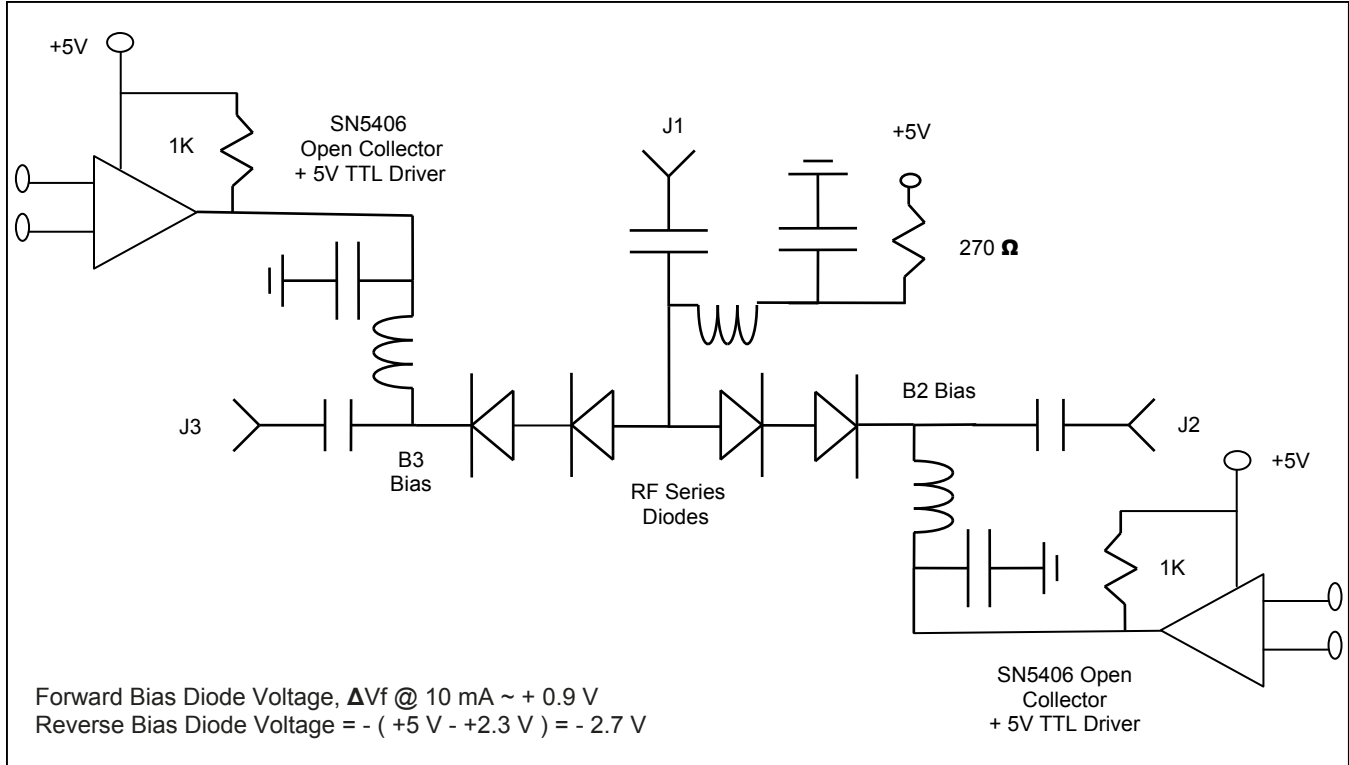 +5V
1K
SN5406
Open Collector
+ 5V TTL Driver
J1
+5V
270 Ω
J3
B3
Bias
RF Series
Diodes
B2 Bias
J2
+5V
1K
SN5406 Open
Collector
+ 5V TTL Driver
Forward Bias Diode Voltage, ΔVf @ 10 mA ~ + 0.9 V
Reverse Bias Diode Voltage = - ( +5 V - +2.3 V ) = - 2.7 V